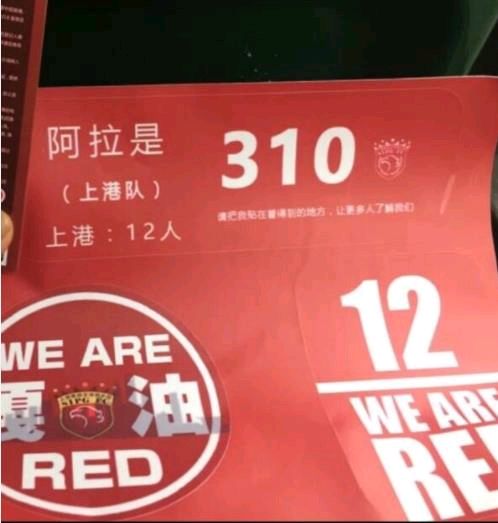 阿拉是
(上港队)
上港：12人
310
请把我贴在看得到的地方，让更多人了解我们
WE ARE
油
RED
12
WE ARE
RE